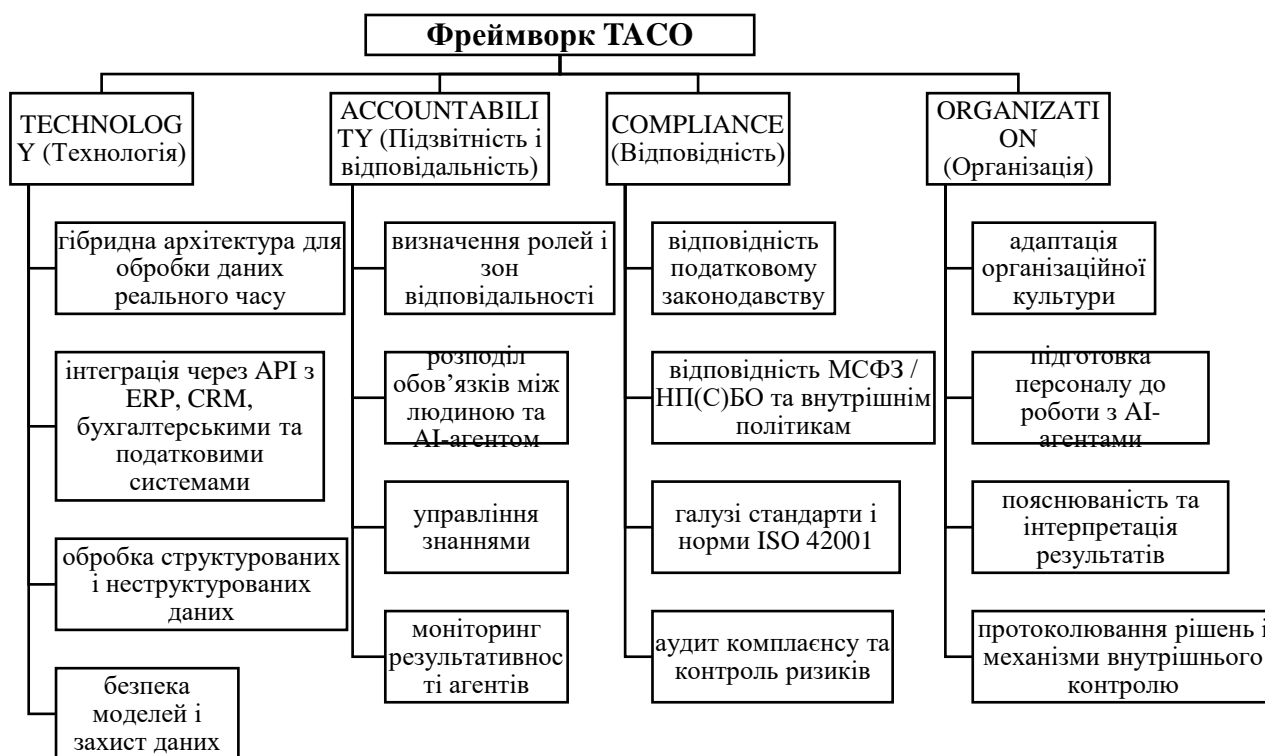 Фреймворк TACO
TECHNOLOG
Y (Технологія)
гібридна архітектура для
обробки даних
реального часу
інтеграція через API з
ERP, CRM,
бухгалтерськими та
податковими
системами
обробка структурованих
і неструктурованих
даних
безпека
моделей і
захист даних
ACCOUNTABILI
TY (Підзвітність і
відповідальність)
визначення ролей і
зон
відповідальності
розподіл
обов’язків між
людиною та
AI-агентом
управління
знаннями
моніторинг
результативнос
ті агентів
COMPLIANCE
(Відповідність)
відповідність
податковому
законодавству
відповідність МСФЗ /
НП(С)БО та внутрішнім
політикам
галузі стандарти і
норми ISO 42001
аудит комплаєнсу та
контроль ризиків
ORGANIZATI
ON
(Організація)
адаптація
організаційної
культури
підготовка
персоналу до
роботи з AI-
агентами
пояснюваність та
інтерпретація
результатів
протоколювання рішень і
механізми внутрішнього
контролю